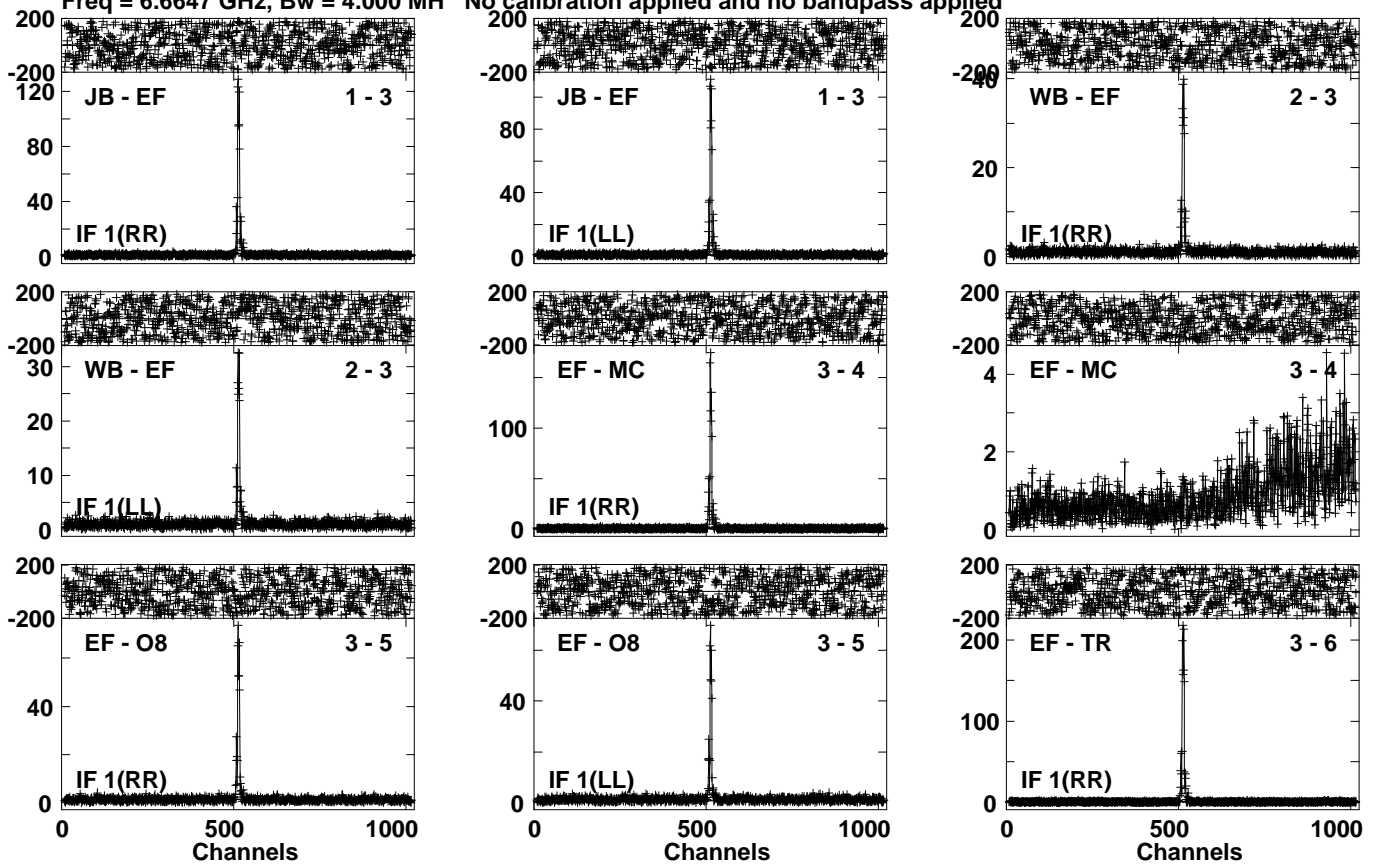 Freq = 6.6647 GHz, Bw = 4.000 MH No calibration applied and no bandpass applied
200 200 200
-200 -200 -200
JB - EF 1 - 3 JB - EF 1 - 3 WB - EF 2 - 3
120 40
80 80
20
40 40
IF 1(RR) IF 1(LL) IF 1(RR)
0 0 0
200 200 200
-200 -200 -200
WB - EF 2 - 3 EF - MC 3 - 4 EF - MC 3 - 4
30 4
20 100 2
10
IF 1(LL) IF 1(RR)
0 0 0
200 200 200
-200 -200 -200
EF - O8 3 - 5 EF - O8 3 - 5 EF - TR 3 - 6
200
40 40 100
IF 1(RR) IF 1(LL) IF 1(RR)
0 0 0
0 500 1000 0 500 1000 0 500 1000
Channels Channels Channels